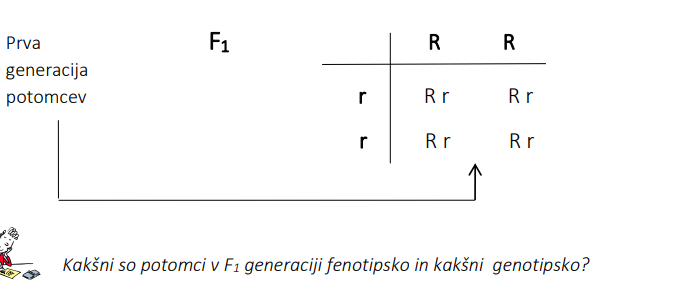 Prva F₁ R R
generacija
potomcev r R r R r
r R r R r
Kakšni so potomci v F₁ generaciji fenotipsko in kakšni genotipsko?